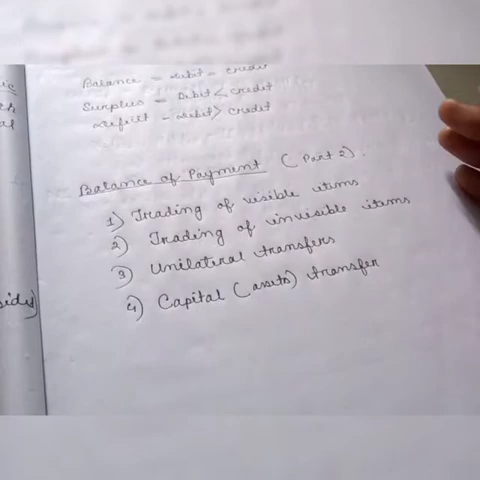 Balance = Debit = credit
Surplus = Debit < credit
Deficit - Debit > credit
Balance of Payment (Part 2).
1) Trading of visible items
2) Trading of invisible items
3) Unilateral transfers
4) Capital (assets) transfer